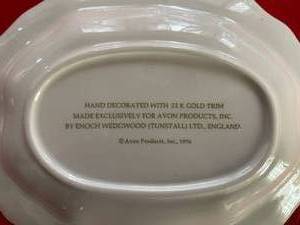 HAND DECORATED WITH 22 K GOLD TRIM
MADE EXCLUSIVELY FOR AVON PRODUCTS, INC.
BY ENOCH WEDGWOOD (TUNSTALL) LTD., ENGLAND.
© Avon Products, Inc., 1976